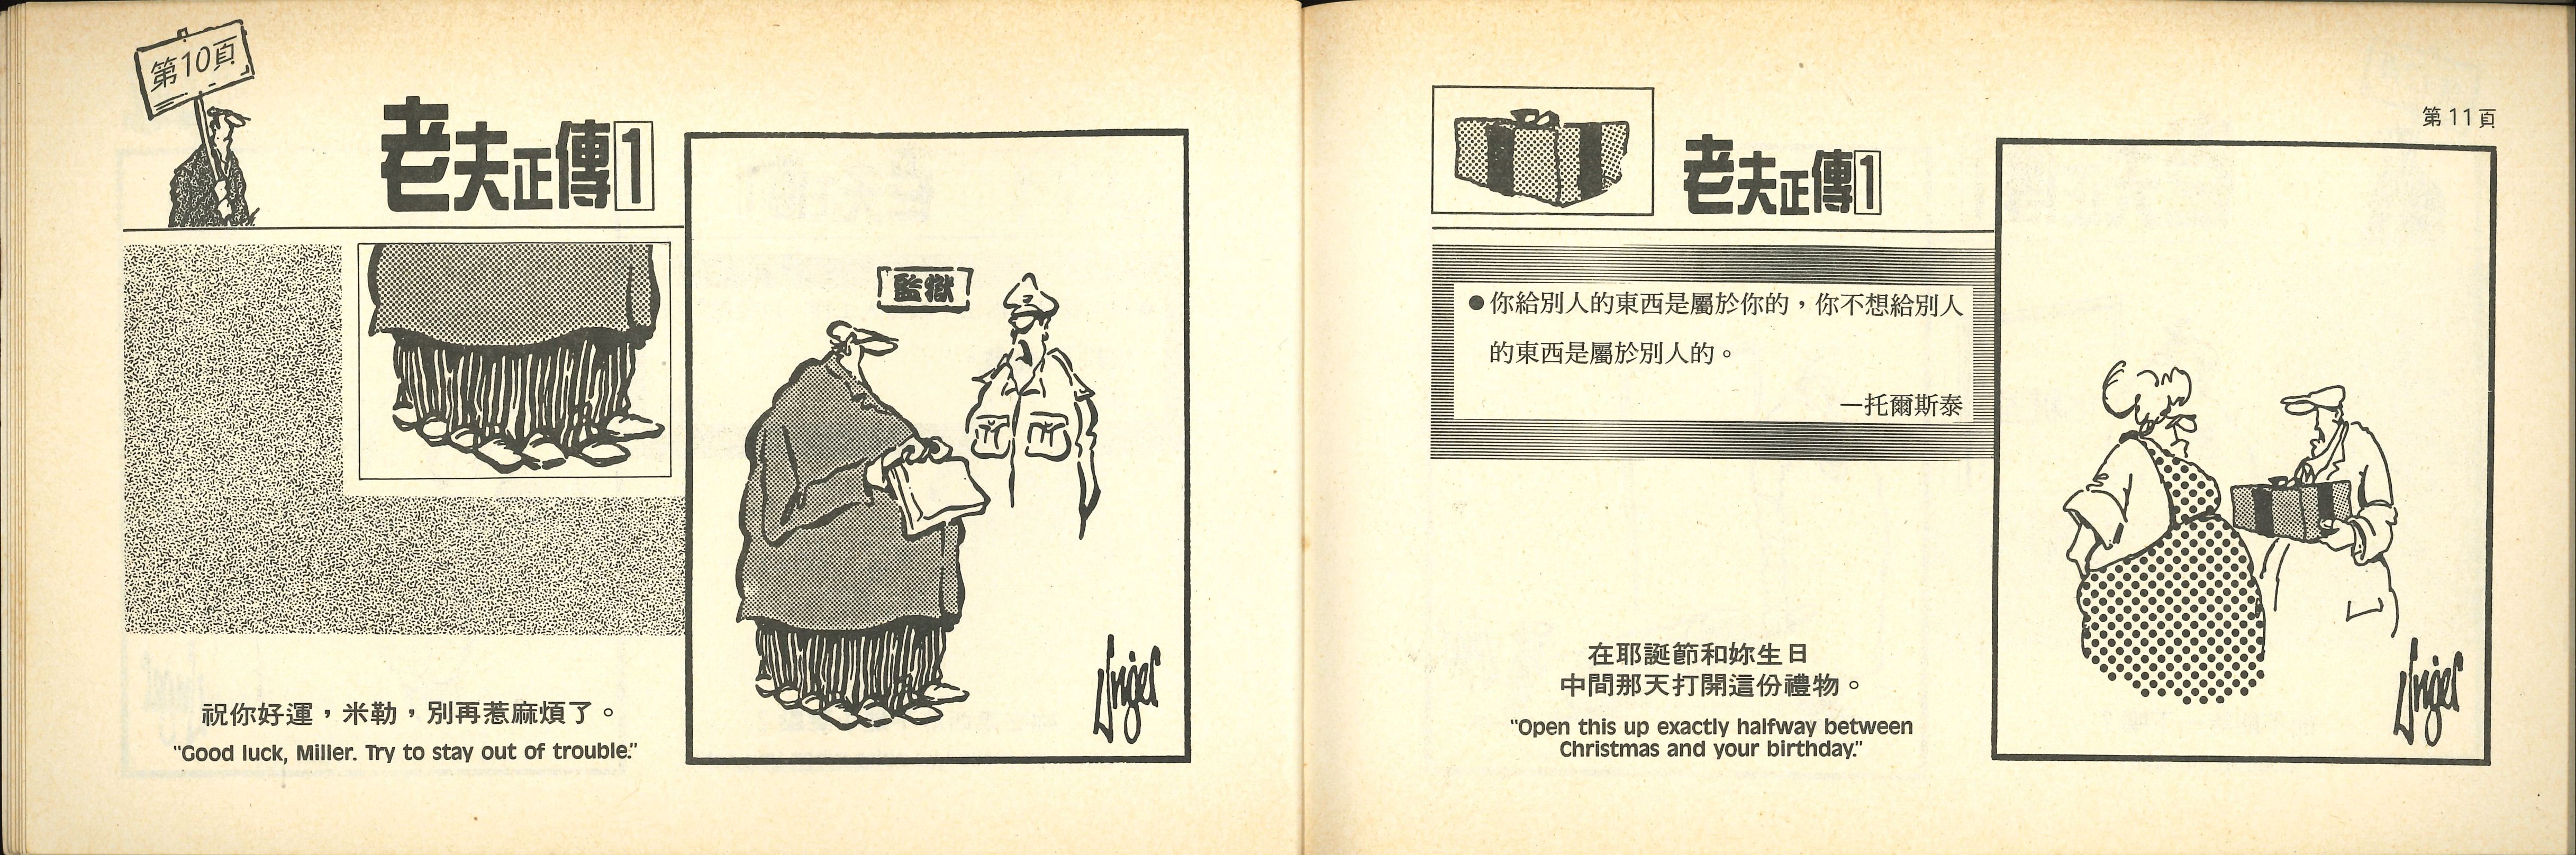 第10頁
老夫正傳1
監獄
祝你好運，米勒，別再惹麻煩了。
"Good luck, Miller. Try to stay out of trouble."
Unger
第11頁
老夫正傳1
●你給別人的東西是屬於你的，你不想給別人
的東西是屬於別人的。
—托爾斯泰
在耶誕節和妳生日
中間那天打開這份禮物。
"Open this up exactly halfway between
Christmas and your birthday."
Unger